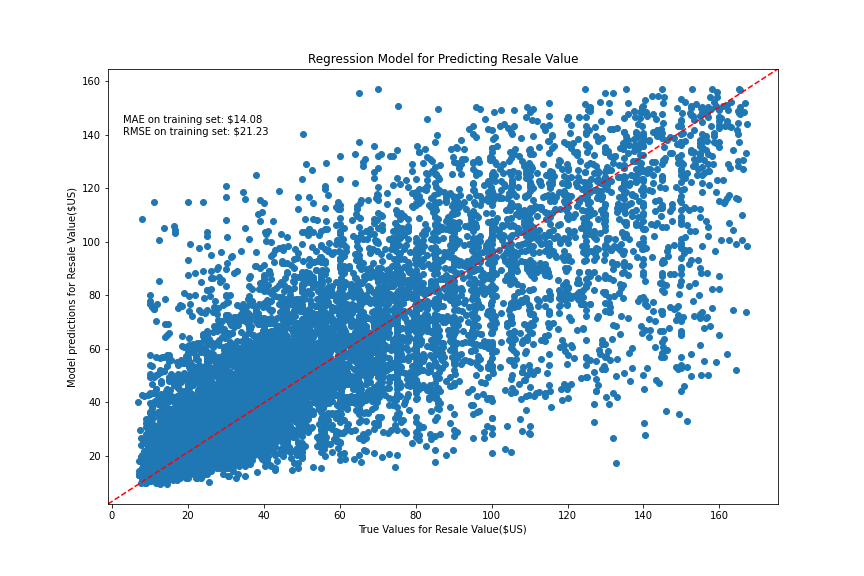 Regression Model for Predicting Resale Value
MAE on training set: $14.08
RMSE on training set: $21.23
Model predictions for Resale Value($US)
160
140
120
100
80
60
40
20
0 20 40 60 80 100 120 140 160
True Values for Resale Value($US)